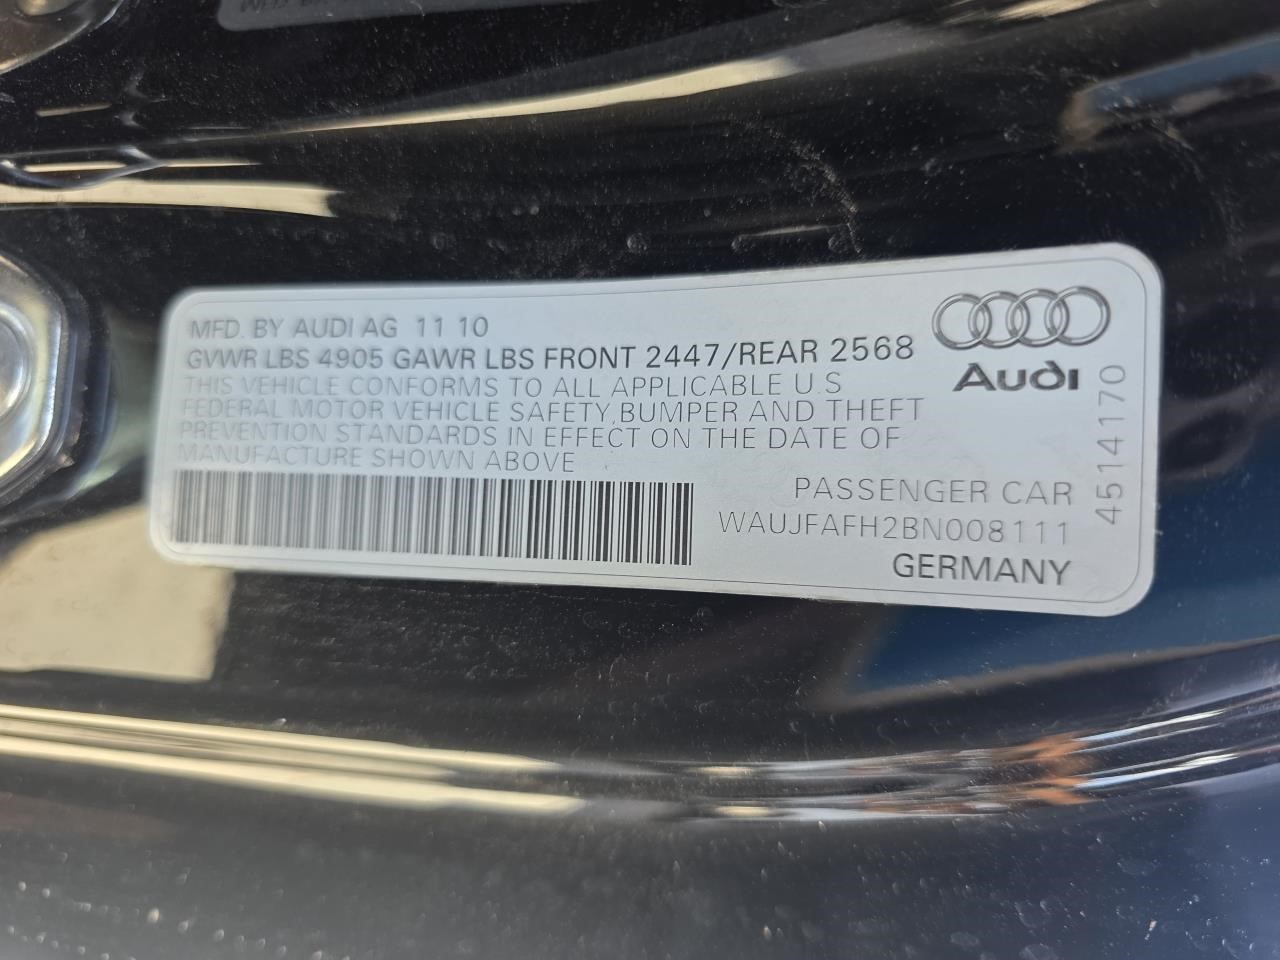 MFD. BY AUDI AG 11 10
GVWR LBS 4905 GAWR LBS FRONT 2447/REAR 2568
THIS VEHICLE CONFORMS TO ALL APPLICABLE U.S
FEDERAL MOTOR VEHICLE SAFETY, BUMPER AND THEFT
PREVENTION STANDARDS IN EFFECT ON THE DATE OF
MANUFACTURE SHOWN ABOVE
Audi
4514170
PASSENGER CAR
WAUJFAFH2BN008111
GERMANY